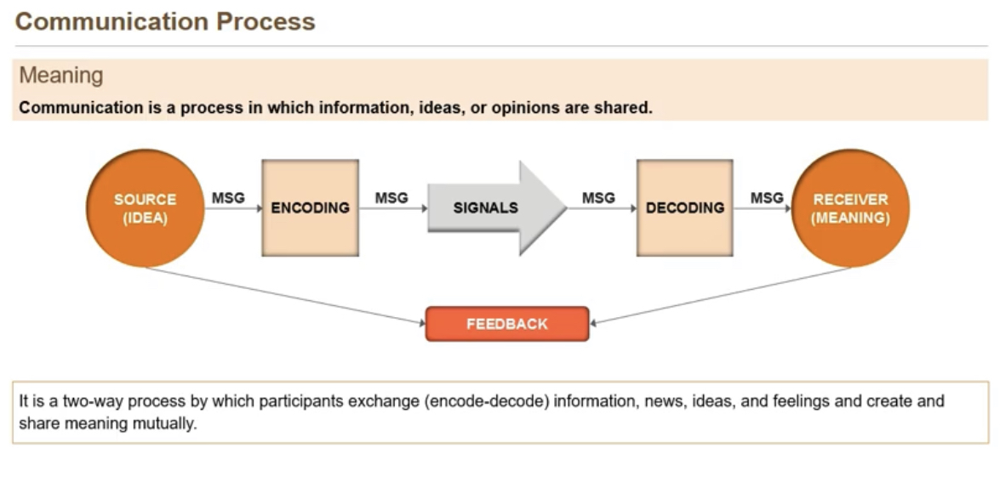 Communication Process
Meaning
Communication is a process in which information, ideas, or opinions are shared.
SOURCE
(IDEA)
MSG
ENCODING
MSG
SIGNALS
MSG
DECODING
MSG
RECEIVER
(MEANING)
FEEDBACK
It is a two-way process by which participants exchange (encode-decode) information, news, ideas, and feelings and create and
share meaning mutually.